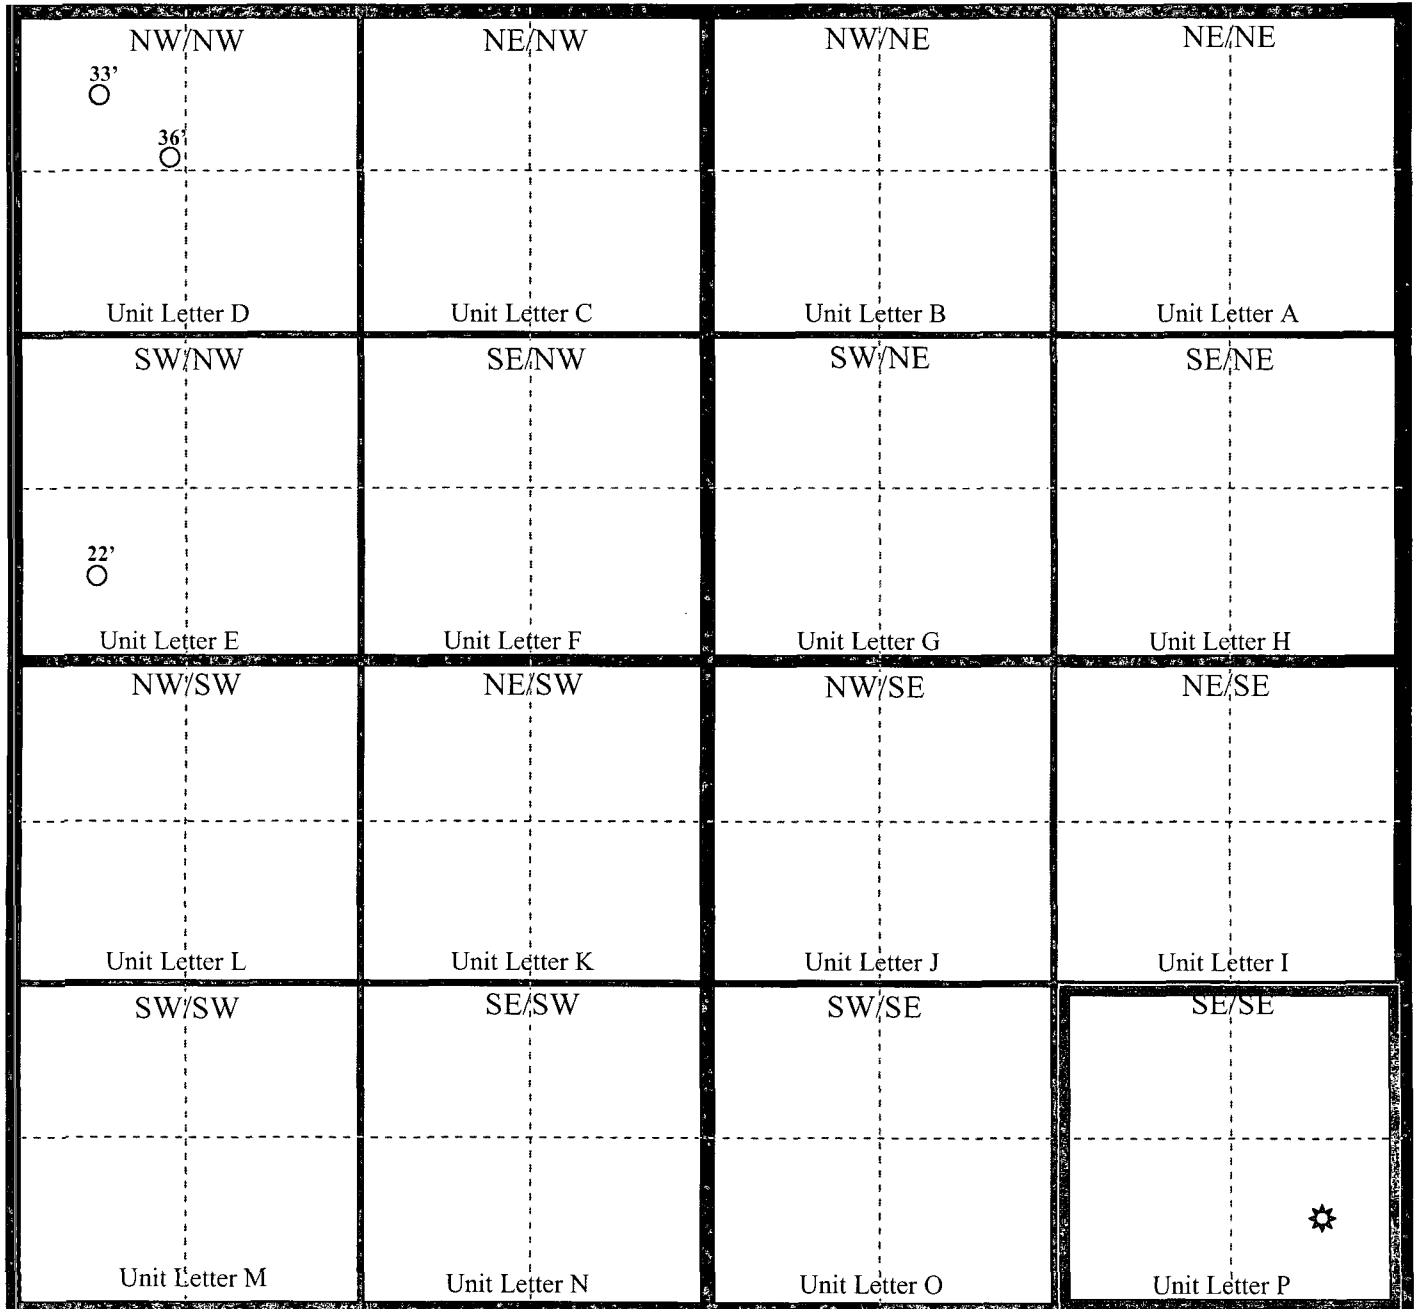 NW/NW
NE/NW
NW/NE
NE/NE
33'
36'
Unit Letter D
Unit Letter C
Unit Letter B
Unit Letter A
SW/NW
SE/NW
SW/NE
SE/NE
22'
Unit Letter E
Unit Letter F
Unit Letter G
Unit Letter H
NW/SW
NE/SW
NW/SE
NE/SE
Unit Letter L
Unit Letter K
Unit Letter J
Unit Letter I
SW/SW
SE/SW
SW/SE
SE/SE
Unit Letter M
Unit Letter N
Unit Letter O
Unit Letter P